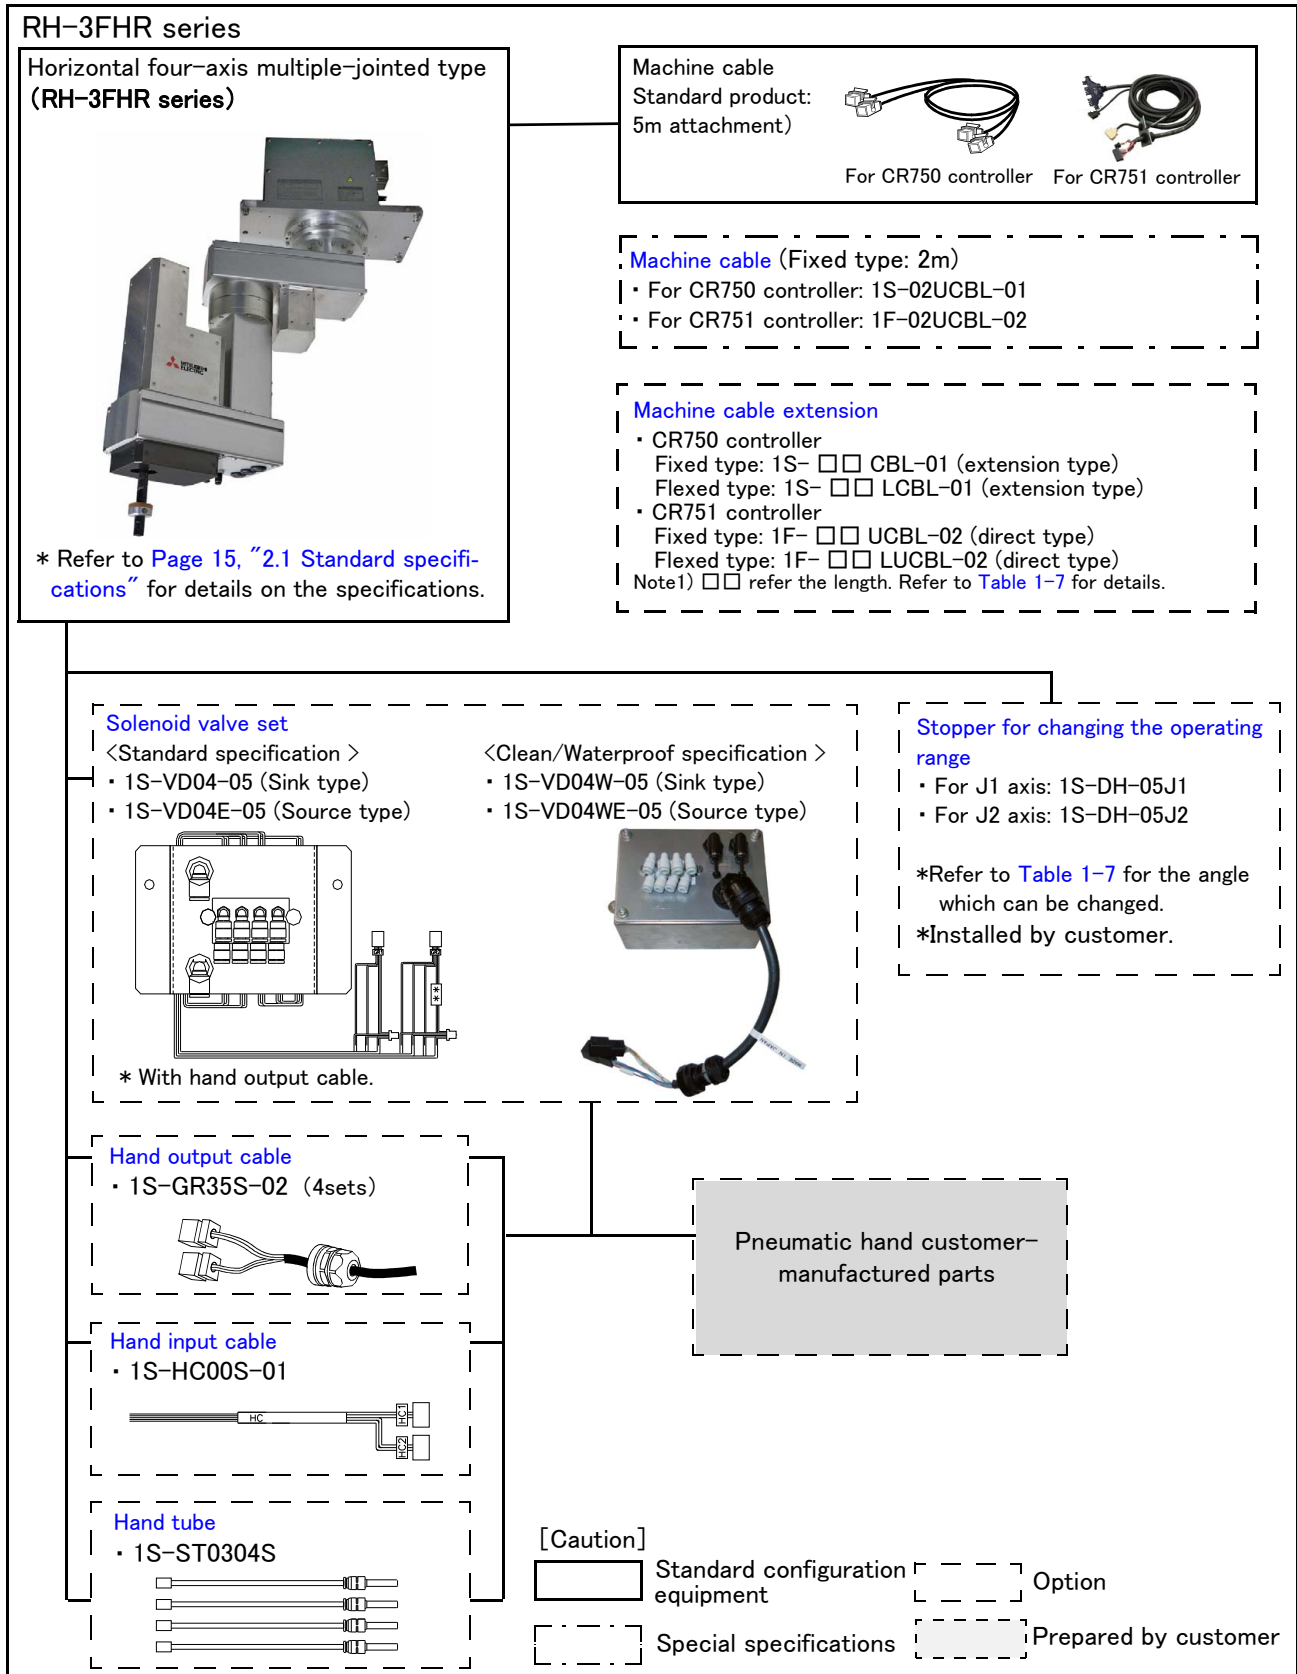 RH-3FHR series
Horizontal four-axis multiple-jointed type
(RH-3FHR series)
MITSUBISHI
ELECTRIC
* Refer to Page 15, "2.1 Standard specifi-
cations" for details on the specifications.
Machine cable
Standard product:
5m attachment)
For CR750 controller
For CR751 controller
Machine cable (Fixed type: 2m)
・For CR750 controller: 1S-02UCBL-01
・For CR751 controller: 1F-02UCBL-02
Machine cable extension
・CR750 controller
Fixed type: 1S- □□ CBL-01 (extension type)
Flexed type: 1S- □□ LCBL-01 (extension type)
・CR751 controller
Fixed type: 1F- □□ UCBL-02 (direct type)
Flexed type: 1F- □□ LUCBL-02 (direct type)
Note1) □□ refer the length. Refer to Table 1-7 for details.
Solenoid valve set
<Standard specification >
・1S-VD04-05 (Sink type)
・1S-VD04E-05 (Source type)
<Clean/Waterproof specification >
・1S-VD04W-05 (Sink type)
・1S-VD04WE-05 (Source type)
**
MADE IN JAPAN
* With hand output cable.
Stopper for changing the operating
range
・For J1 axis: 1S-DH-05J1
・For J2 axis: 1S-DH-05J2
*Refer to Table 1-7 for the angle
which can be changed.
*Installed by customer.
Hand output cable
・1S-GR35S-02 (4sets)
Pneumatic hand customer-
manufactured parts
Hand input cable
・1S-HC00S-01
HC
HC1
HC2
Hand tube
・1S-ST0304S
[Caution]
Standard configuration
equipment
Option
Special specifications
Prepared by customer